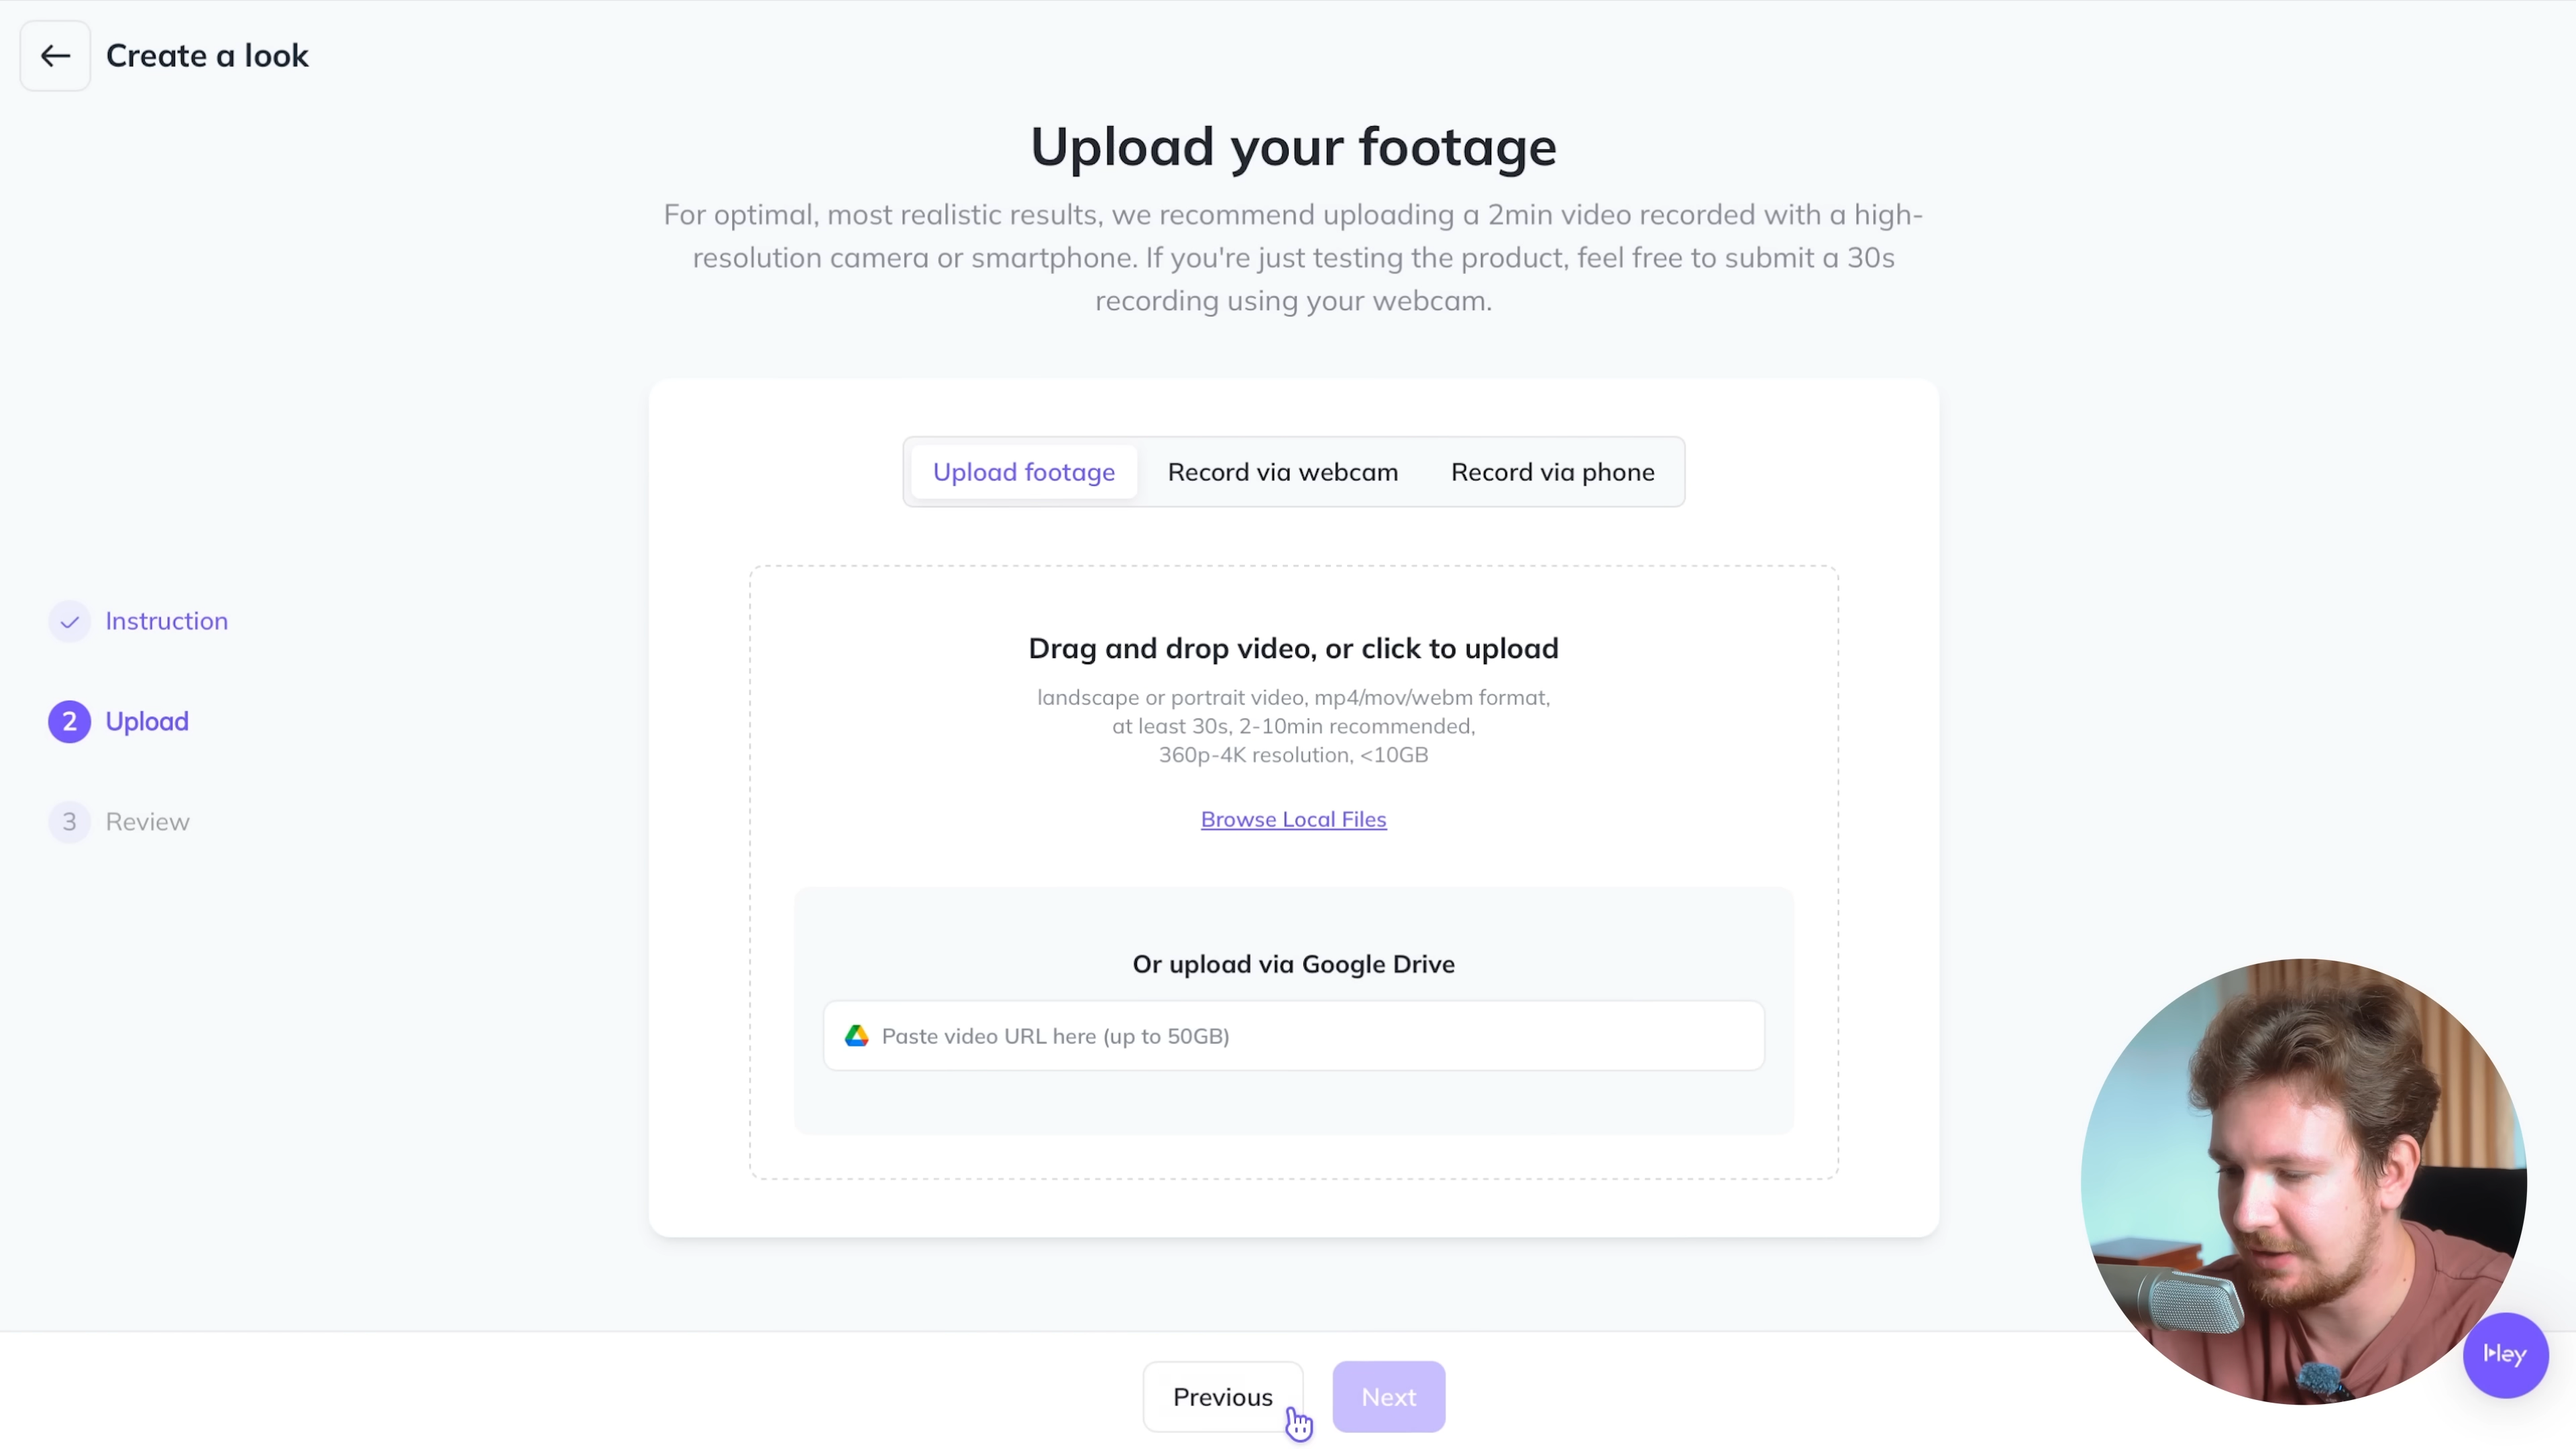 Create a look
Upload your footage
For optimal, most realistic results, we recommend uploading a 2min video recorded with a high-
resolution camera or smartphone. If you're just testing the product, feel free to submit a 30s
recording using your webcam.
Upload footage
Record via webcam
Record via phone
Instruction
2 Upload
3 Review
Drag and drop video, or click to upload
landscape or portrait video, mp4/mov/webm format,
at least 30s, 2-10min recommended,
360p-4K resolution, <10GB
Browse Local Files
Or upload via Google Drive
Paste video URL here (up to 50GB)
Previous
Next
Hey